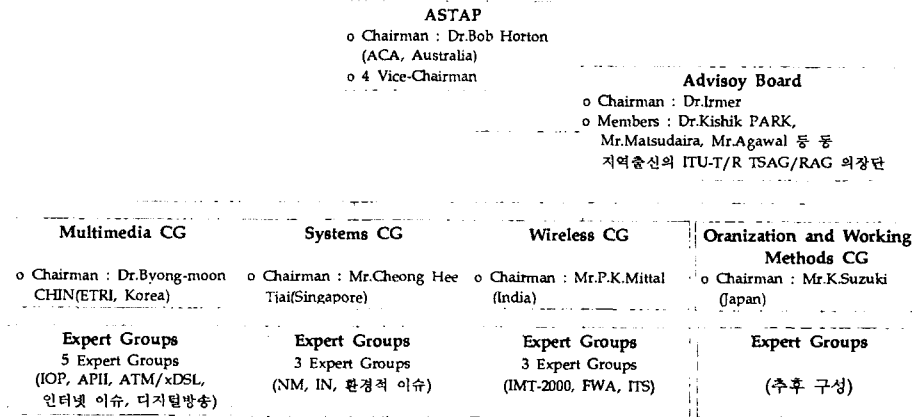 ASTAP
o Chairman : Dr.Bob Horton
(ACA, Australia)
o 4 Vice-Chairman
Advisoy Board
o Chairman : Dr.Irmer
o Members : Dr.Kishik PARK,
Mr.Matsudaira, Mr.Agawal 등 동
지역출신의 ITU-T/R TSAG/RAG 의장단
Multimedia CG
o Chairman : Dr.Byong-moon
CHIN(ETRI, Korea)
Systems CG
o Chairman : Mr.Cheong Hee
Tjai(Singapore)
Wireless CG
o Chairman : Mr.P.K.Mittal
(India)
Oranization and Working
Methods CG
o Chairman : Mr.K.Suzuki
(Japan)
Expert Groups
5 Expert Groups
(IOP, APII, ATM/xDSL,
인터넷 이슈, 디지털방송)
Expert Groups
3 Expert Groups
(NM, IN, 환경적 이슈)
Expert Groups
3 Expert Groups
(IMT-2000, FWA, ITS)
Expert Groups
(추후 구성)